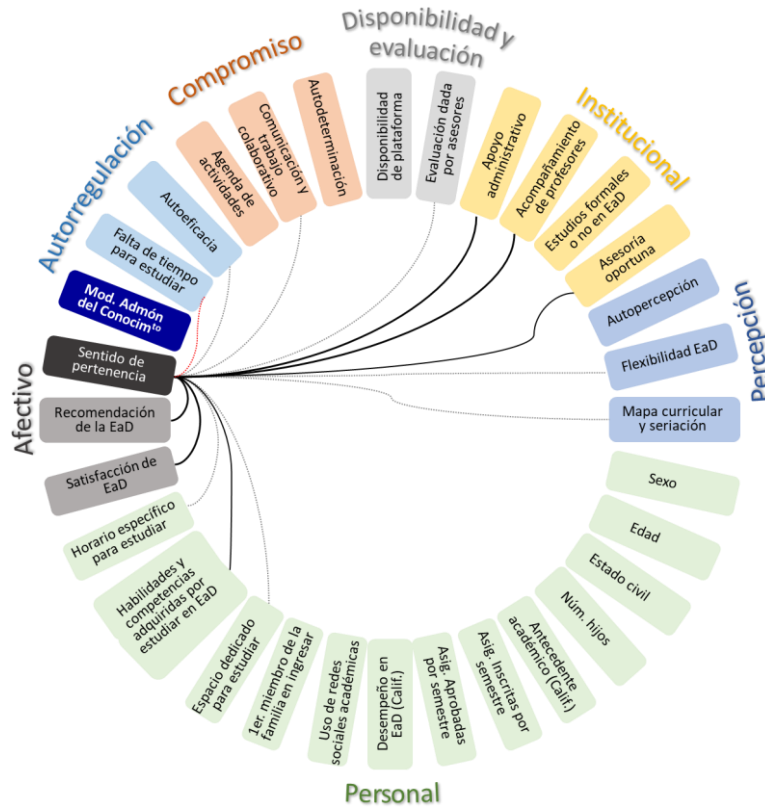 Disponibilidad y
evaluación
Compromiso
Institucional
Autorregulación
Percepción
Afectivo
Personal
Disponibilidad
de plataforma
Evaluación dada
por asesores
Apoyo
administrativo
Acompañamiento
de profesores
Estudios formales
o no en EaD
Asesoría
oportuna
Autopercepción
Flexibilidad EaD
Mapa curricular
y seriación
Sexo
Edad
Estado civil
Núm. hijos
Antecedente
académico (Calif.)
Asig. Inscritas por
semestre
Asig. Aprobadas
por semestre
Desempeño en
EaD (Calif.)
Uso de redes
sociales académicas
1er. miembro de la
familia en ingresar
Espacio dedicado
para estudiar
Habilidades y
competencias
adquiridas por
estudiar en EaD
Horario específico
para estudiar
Satisfacción de
EaD
Recomendación
de la EaD
Sentido de
pertenencia
Mod. Admón
del Conocimto
Falta de tiempo
para estudiar
Autoeficacia
Agenda de
actividades
Comunicación y
trabajo
colaborativo
Autodeterminación